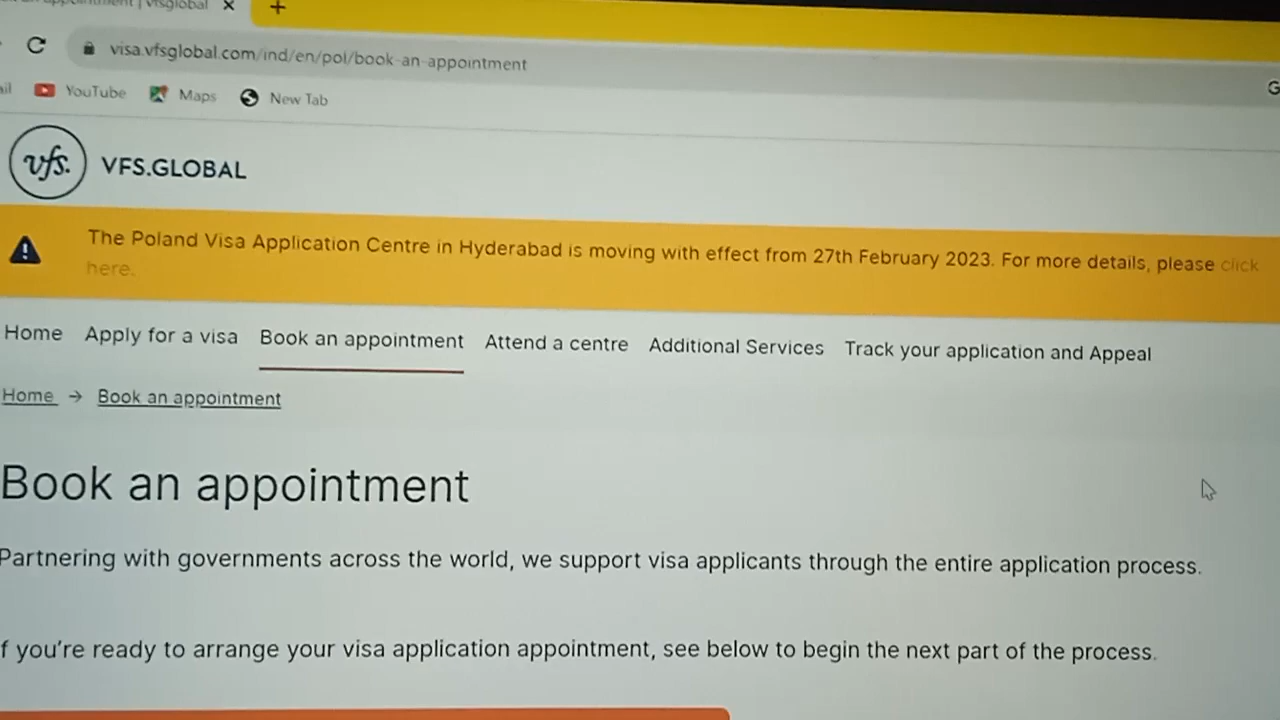 vfsglobal
visa.vfsglobal.com/ind/en/pol/book-an-appointment
YouTube Maps New Tab
vfs. VFS.GLOBAL
The Poland Visa Application Centre in Hyderabad is moving with effect from 27th February 2023. For more details, please click
here.
Home Apply for a visa Book an appointment Attend a centre Additional Services Track your application and Appeal
Home → Book an appointment
Book an appointment
Partnering with governments across the world, we support visa applicants through the entire application process.
f you're ready to arrange your visa application appointment, see below to begin the next part of the process.